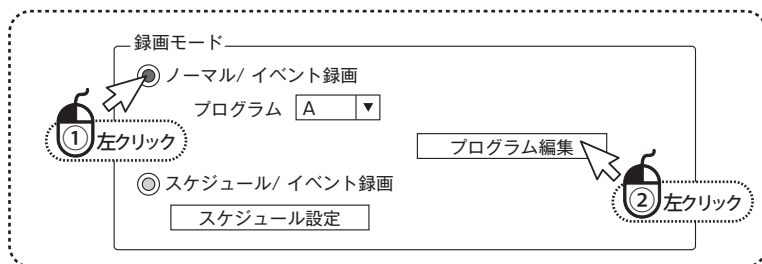 録画モード
ノーマル/ イベント録画
プログラム A ▼
① 左クリック
プログラム編集
スケジュール/ イベント録画
② 左クリック
スケジュール設定